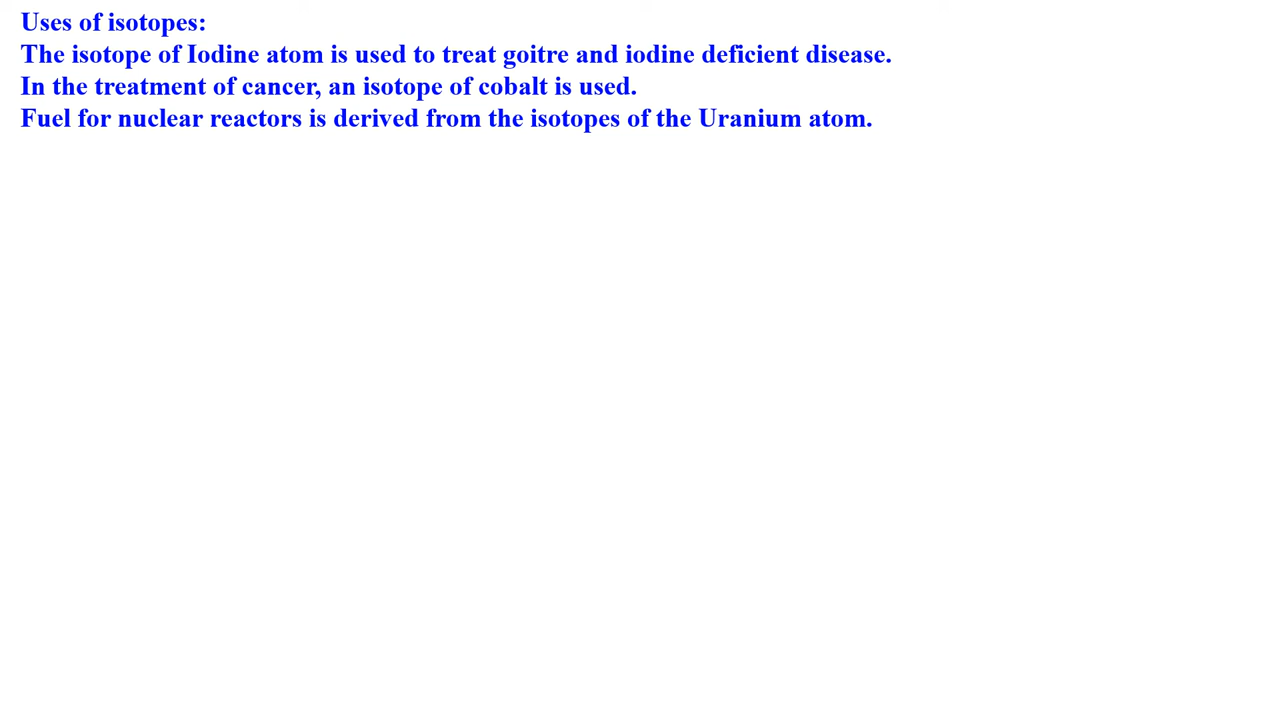 Uses of isotopes:
The isotope of Iodine atom is used to treat goitre and iodine deficient disease.
In the treatment of cancer, an isotope of cobalt is used.
Fuel for nuclear reactors is derived from the isotopes of the Uranium atom.